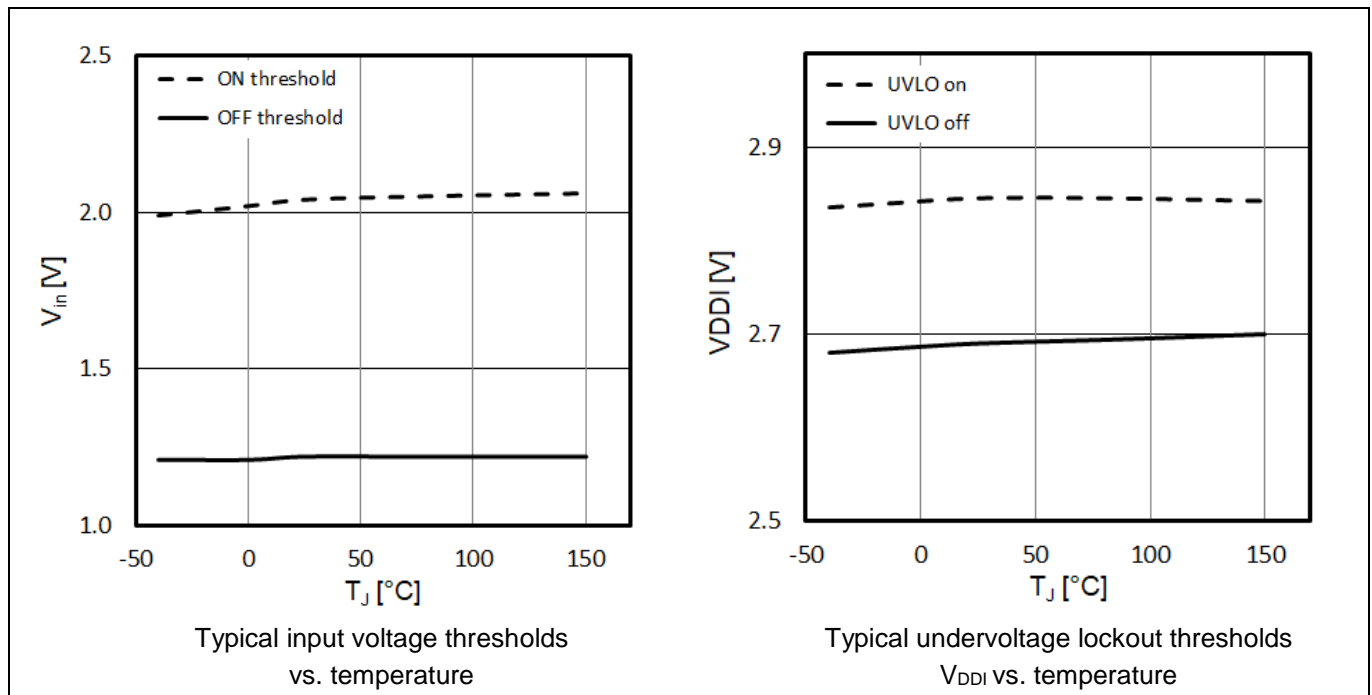 2.5
ON threshold
OFF threshold
2.0
1.5
1.0
-50 0 50 100 150
V_in [V]
T_J [°C]
Typical input voltage thresholds
vs. temperature
UVLO on
UVLO off
2.9
2.7
2.5
-50 0 50 100 150
VDDI [V]
T_J [°C]
Typical undervoltage lockout thresholds
V_DDI vs. temperature